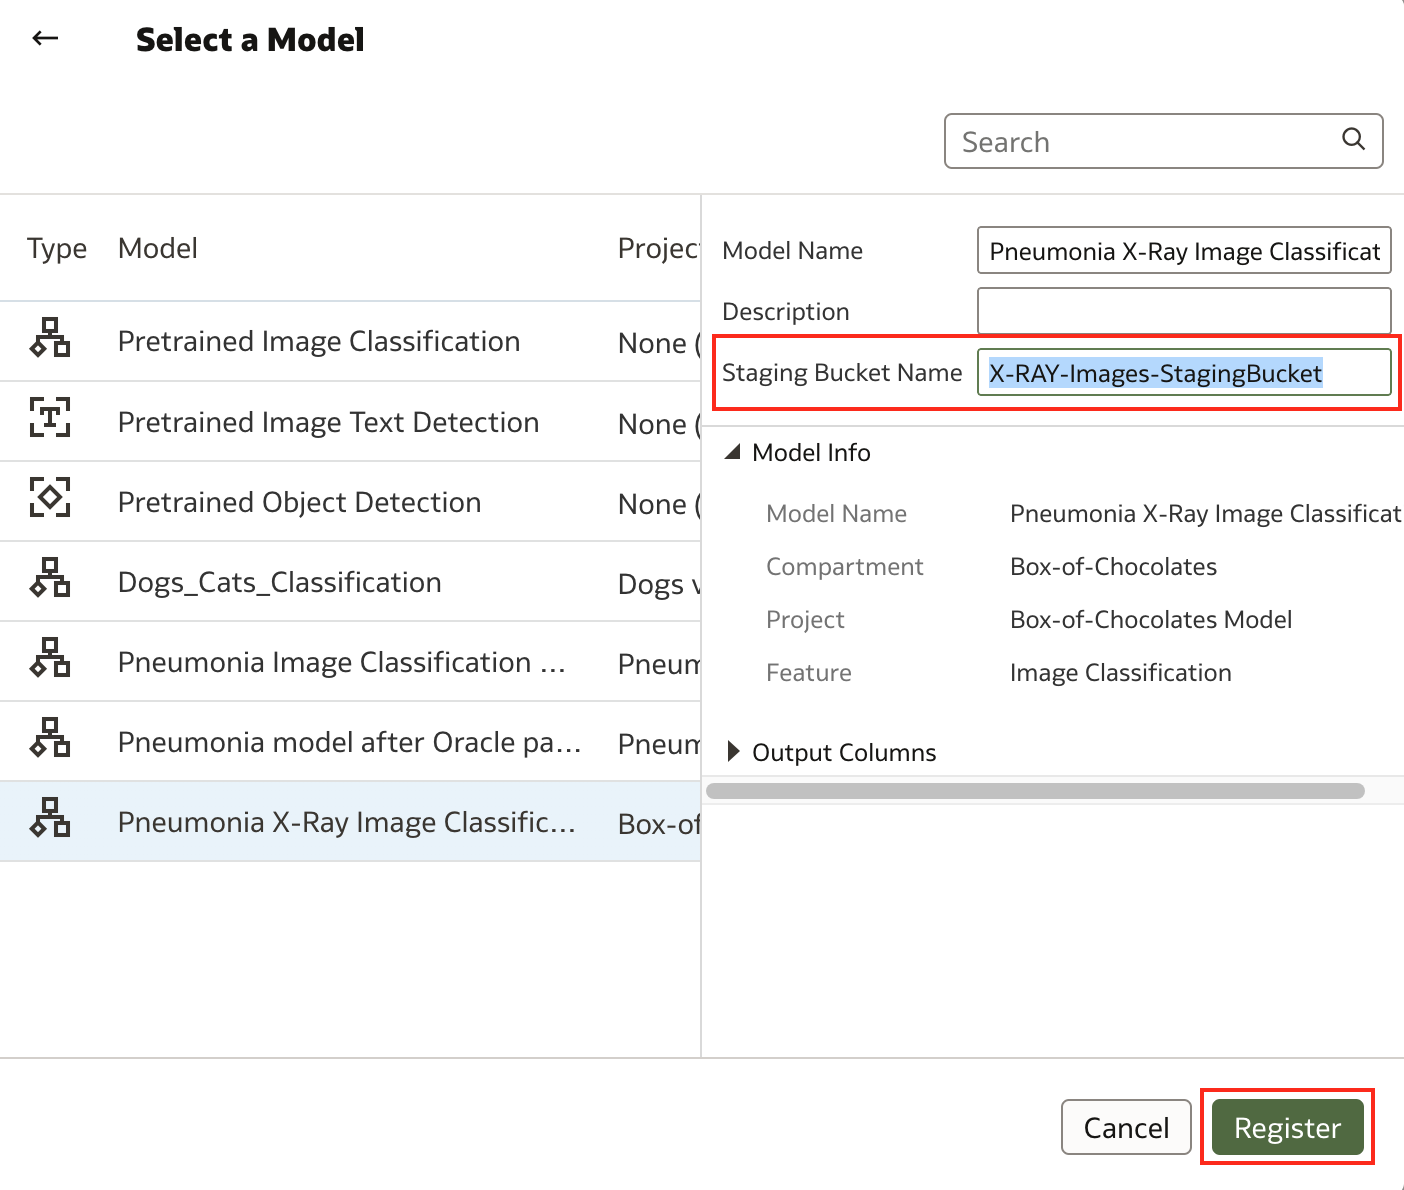 Select a Model
Search
Type Model Projec
Pretrained Image Classification None (
Pretrained Image Text Detection None (
Pretrained Object Detection None (
Dogs_Cats_Classification Dogs v
Pneumonia Image Classification ... Pneum
Pneumonia model after Oracle pa... Pneum
Pneumonia X-Ray Image Classific... Box-of
Model Name Pneumonia X-Ray Image Classificat
Description
Staging Bucket Name X-RAY-Images-StagingBucket
Model Info
Model Name Pneumonia X-Ray Image Classificat
Compartment Box-of-Chocolates
Project Box-of-Chocolates Model
Feature Image Classification
Output Columns
Cancel Register